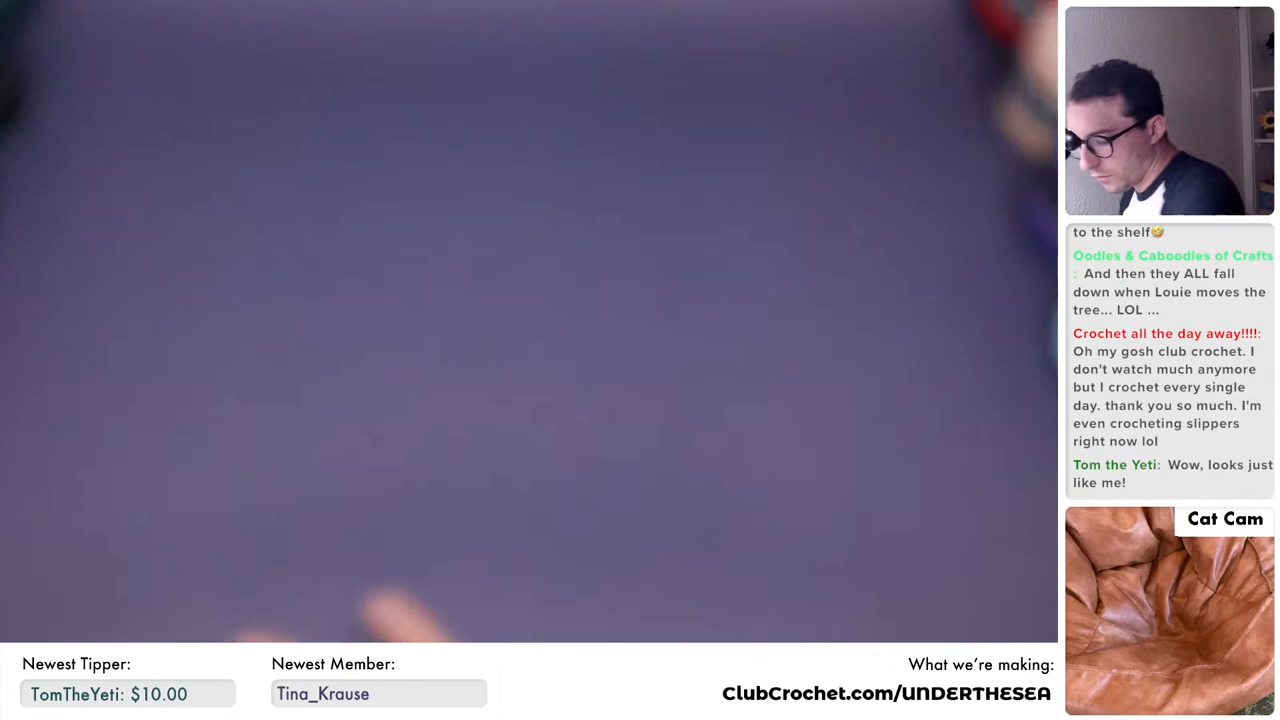 to the shelf🤣
Oodles & Caboodles of Crafts
: And then they ALL fall
down when Louie moves the
tree... LOL ...
Crochet all the day away!!!!:
Oh my gosh club crochet. I
don't watch much anymore
but I crochet every single
day. thank you so much. I'm
even crocheting slippers
right now lol
Tom the Yeti: Wow, looks just
like me!
Cat Cam
Newest Tipper:
TomTheYeti: $10.00
Newest Member:
Tina_Krause
What we're making:
ClubCrochet.com/UNDERTHESEA